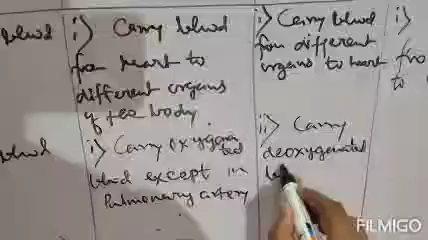 blood
i) Carry blood
from heart to
different organs
of the body.
i) Carry blood
from different
organs to heart
i)
fro
to
blood
i) Carry oxygenated
blood except in
Pulmonary artery
ii) Carry
deoxygenated
FILMIGO